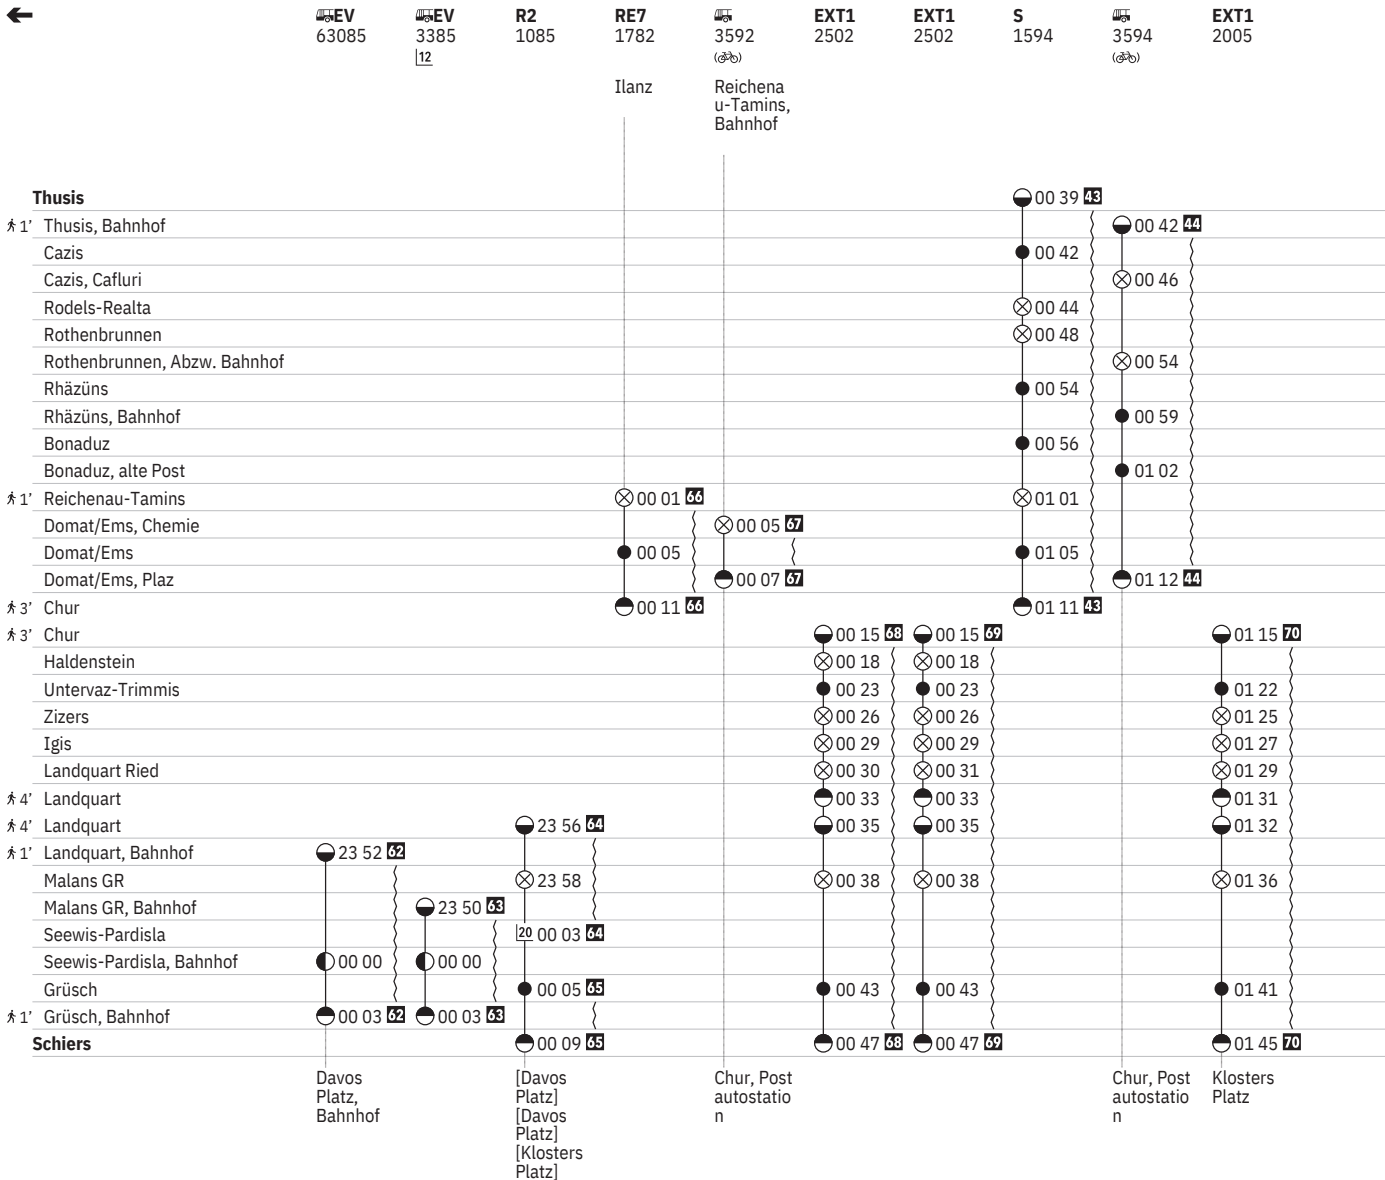 EV EV R2 RE7 EXT1 EXT1 S EXT1
63085 3385 1085 1782 3592 2502 2502 1594 3594 2005
12
Ilanz Reichena
u-Tamins,
Bahnhof
Thusis 00 39 43
1’ Thusis, Bahnhof 00 42 44
Cazis 00 42
Cazis, Cafluri 00 46
Rodels-Realta 00 44
Rothenbrunnen 00 48
Rothenbrunnen, Abzw. Bahnhof 00 54
Rhäzüns 00 54
Rhäzüns, Bahnhof 00 59
Bonaduz 00 56
Bonaduz, alte Post 01 02
1’ Reichenau-Tamins 00 01 66 01 01
Domat/Ems, Chemie 00 05 67
Domat/Ems 00 05 01 05
Domat/Ems, Plaz 00 07 67 01 12 44
3’ Chur 00 11 66 01 11 43
3’ Chur 00 15 68 00 15 69 01 15 70
Haldenstein 00 18 00 18
Untervaz-Trimmis 00 23 00 23 01 22
Zizers 00 26 00 26 01 25
Igis 00 29 00 29 01 27
Landquart Ried 00 30 00 31 01 29
4’ Landquart 00 33 00 33 01 31
4’ Landquart 23 56 64 00 35 00 35 01 32
1’ Landquart, Bahnhof 23 52 62
Malans GR 23 58 00 38 00 38 01 36
Malans GR, Bahnhof 23 50 63
Seewis-Pardisla 20 00 03 64
Seewis-Pardisla, Bahnhof 00 00 00 00
Grüsch 00 05 65 00 43 00 43 01 41
1’ Grüsch, Bahnhof 00 03 62 00 03 63
Schiers 00 09 65 00 47 68 00 47 69 01 45 70
Davos [Davos Chur, Post Chur, Post Klosters
Platz, Platz] autostatio autostatio Platz
Bahnhof [Davos n n
Platz]
[Klosters
Platz]